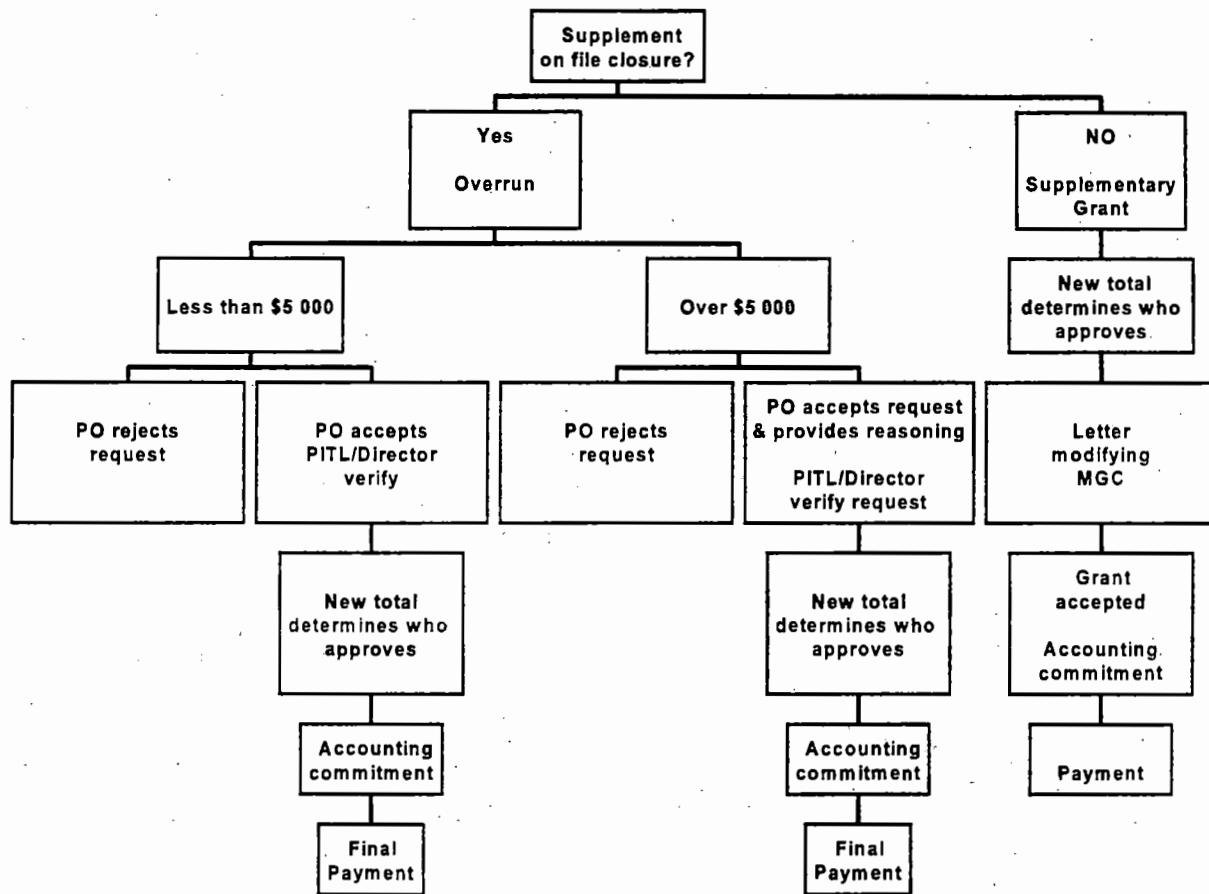 Supplement
on file closure?
Yes
Overrun
NO
Supplementary
Grant
Less than $5 000
Over $5 000
New total
determines who
approves
PO rejects
request
PO accepts
PITL/Director
verify
PO rejects
request
PO accepts request
& provides reasoning
PITL/Director
verify request
Letter
modifying
MGC
New total
determines who
approves
New total
determines who
approves
Grant
accepted
Accounting
commitment
Accounting
commitment
Accounting
commitment
Payment
Final
Payment
Final
Payment